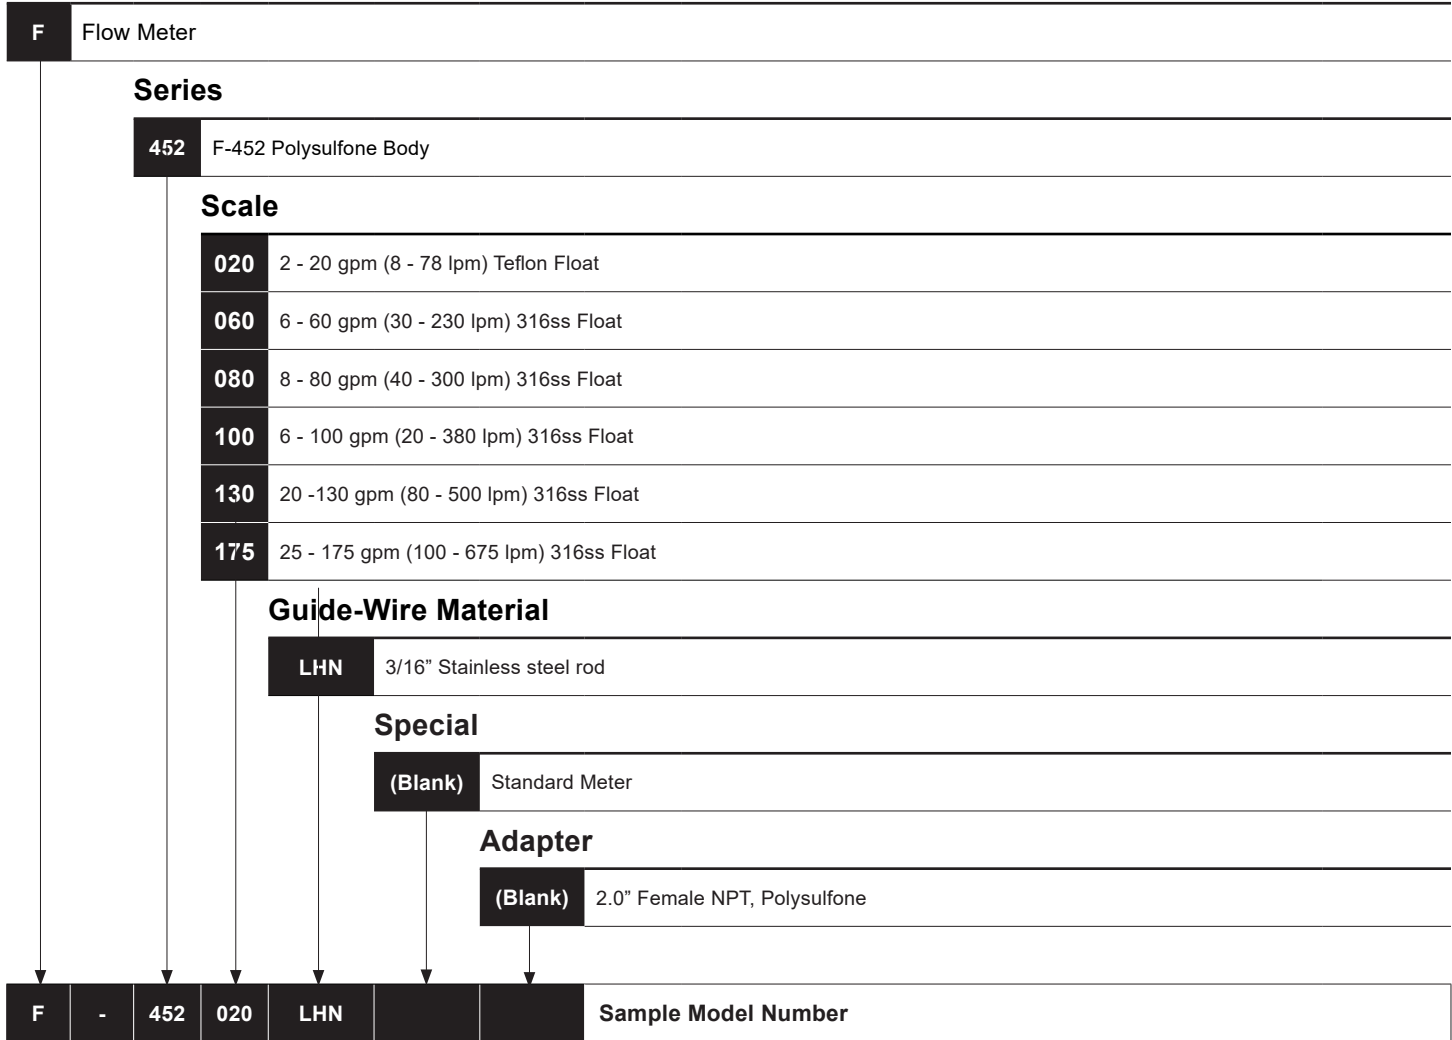 F Flow Meter
Series
452 F-452 Polysulfone Body
Scale
020 2 - 20 gpm (8 - 78 lpm) Teflon Float
060 6 - 60 gpm (30 - 230 lpm) 316ss Float
080 8 - 80 gpm (40 - 300 lpm) 316ss Float
100 6 - 100 gpm (20 - 380 lpm) 316ss Float
130 20 -130 gpm (80 - 500 lpm) 316ss Float
175 25 - 175 gpm (100 - 675 lpm) 316ss Float
Guide-Wire Material
LHN 3/16” Stainless steel rod
Special
(Blank) Standard Meter
Adapter
(Blank) 2.0” Female NPT, Polysulfone
F - 452 020 LHN Sample Model Number